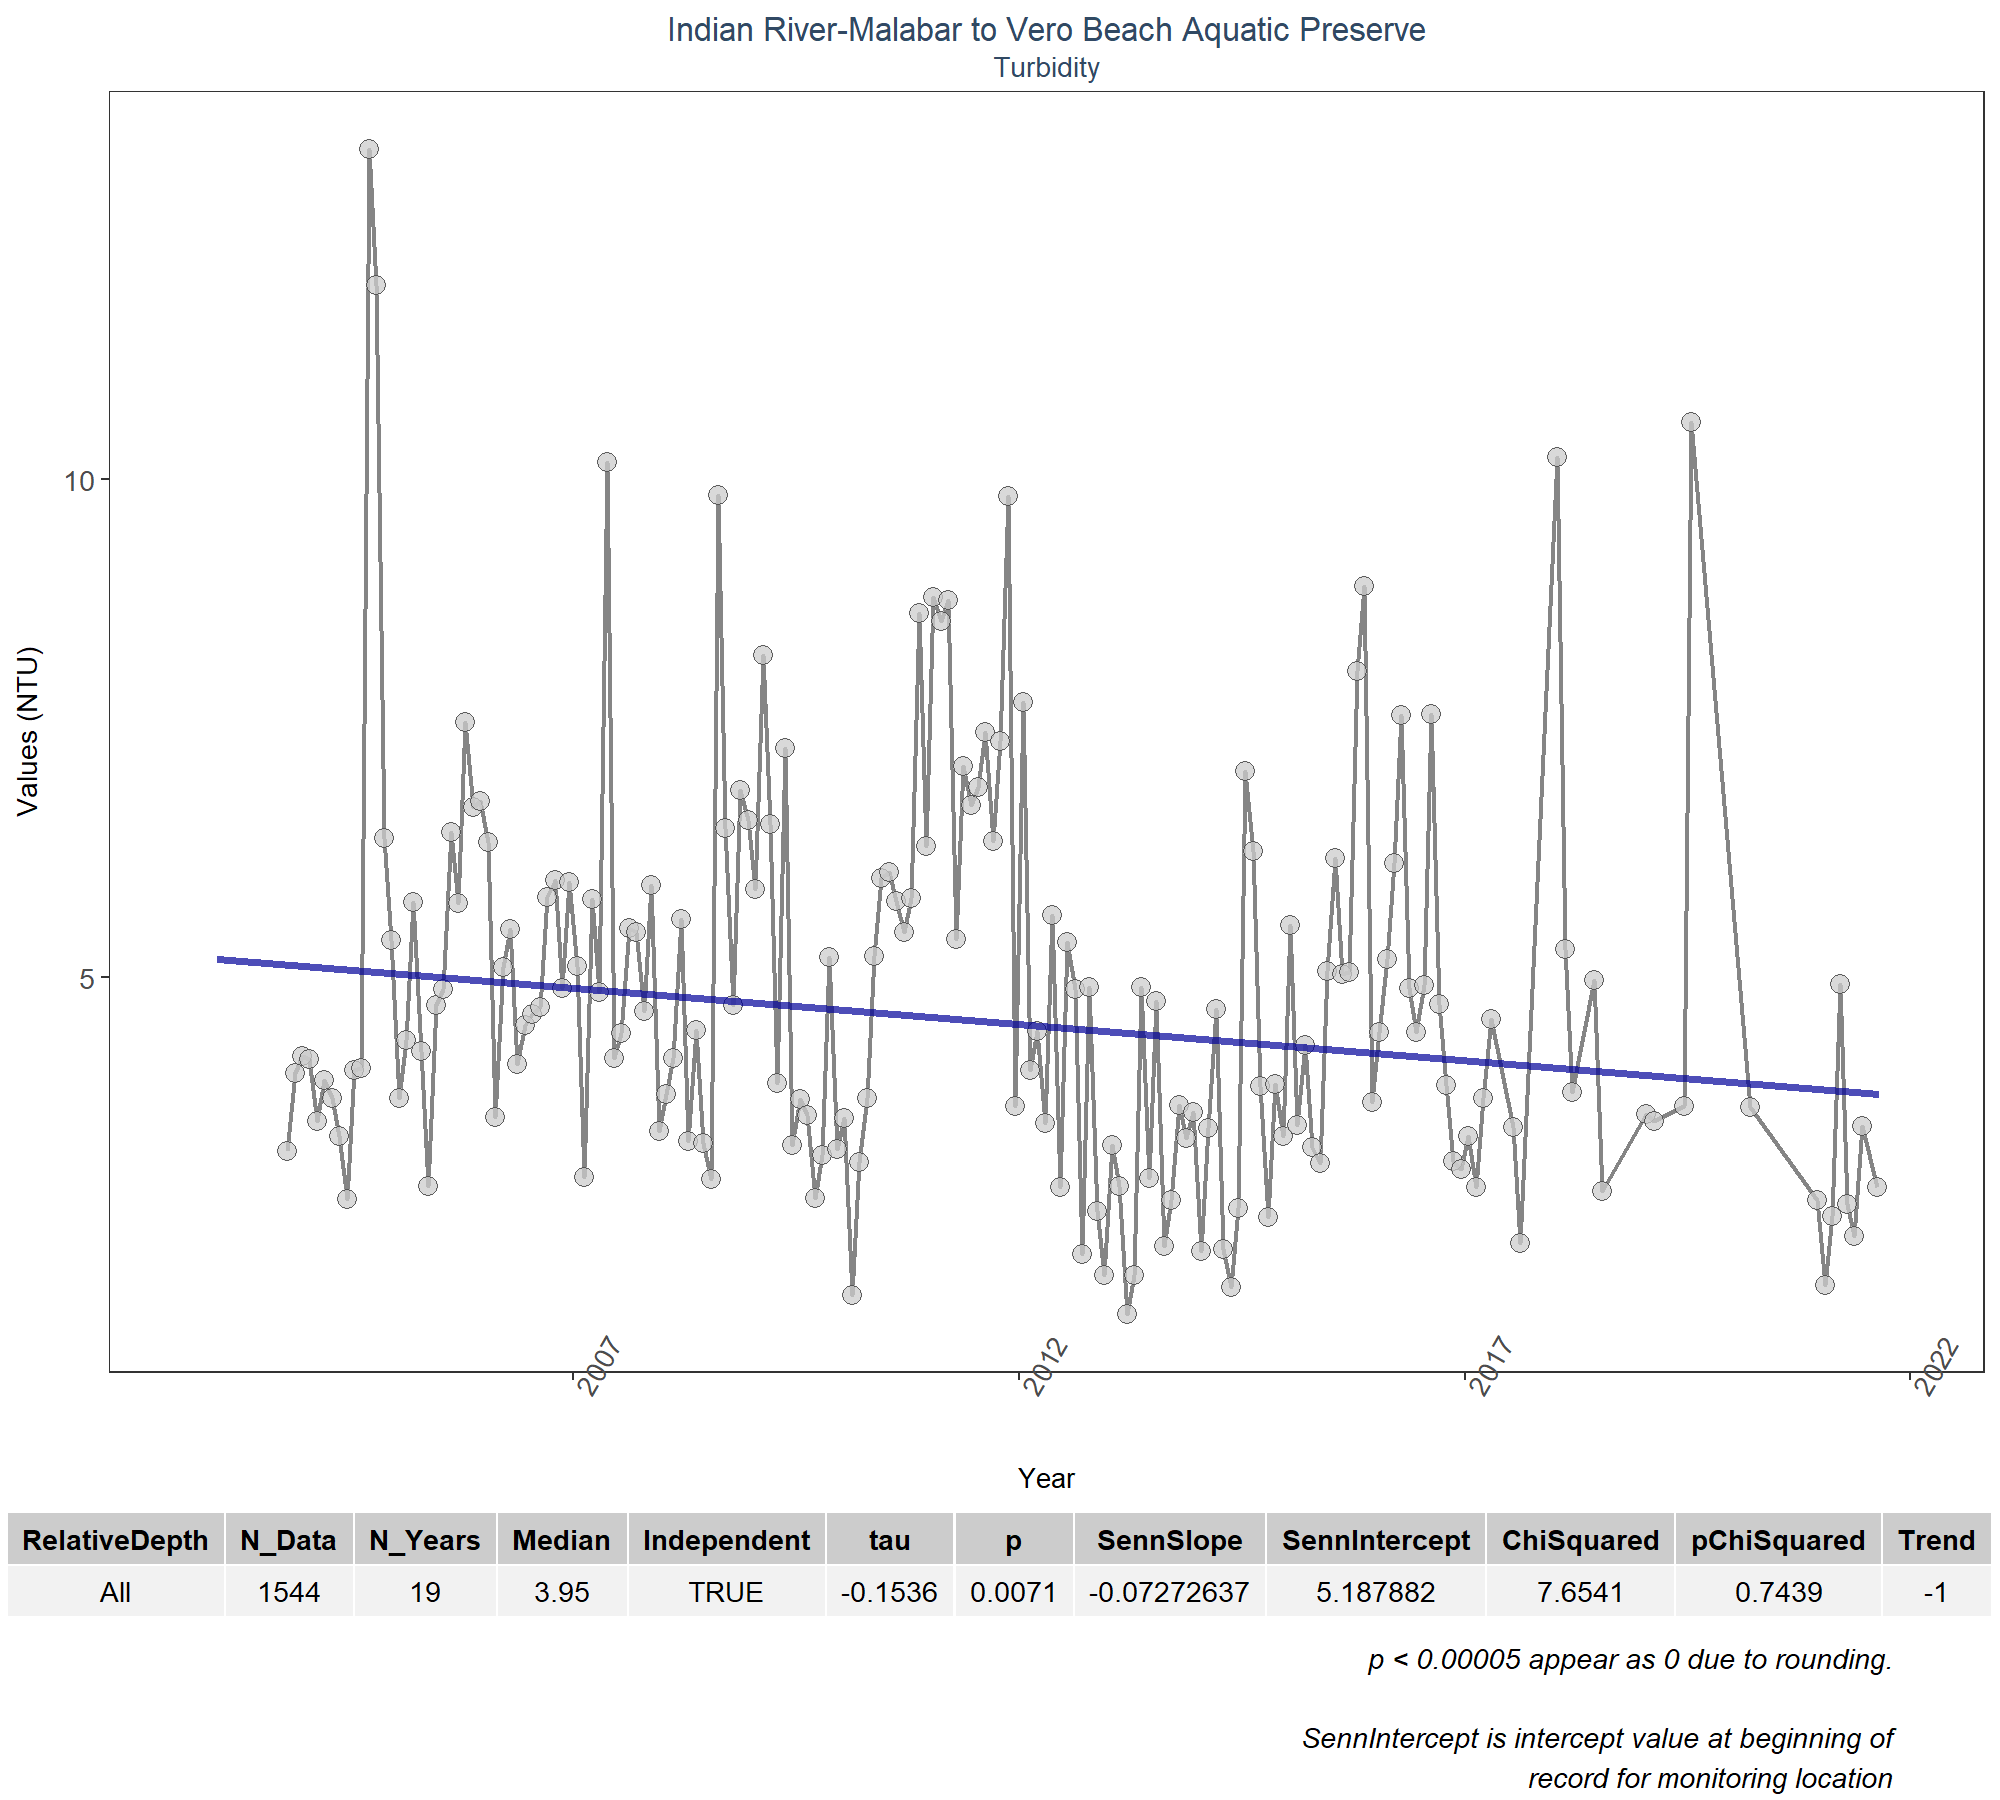 Indian River-Malabar to Vero Beach Aquatic Preserve
Turbidity
Values (NTU)
10
5
2007 2012 2017 2022
Year
RelativeDepth N_Data N_Years Median Independent tau p SennSlope SennIntercept ChiSquared pChiSquared Trend
All 1544 19 3.95 TRUE -0.1536 0.0071 -0.07272637 5.187882 7.6541 0.7439 -1
p < 0.00005 appear as 0 due to rounding.
SennIntercept is intercept value at beginning of
record for monitoring location